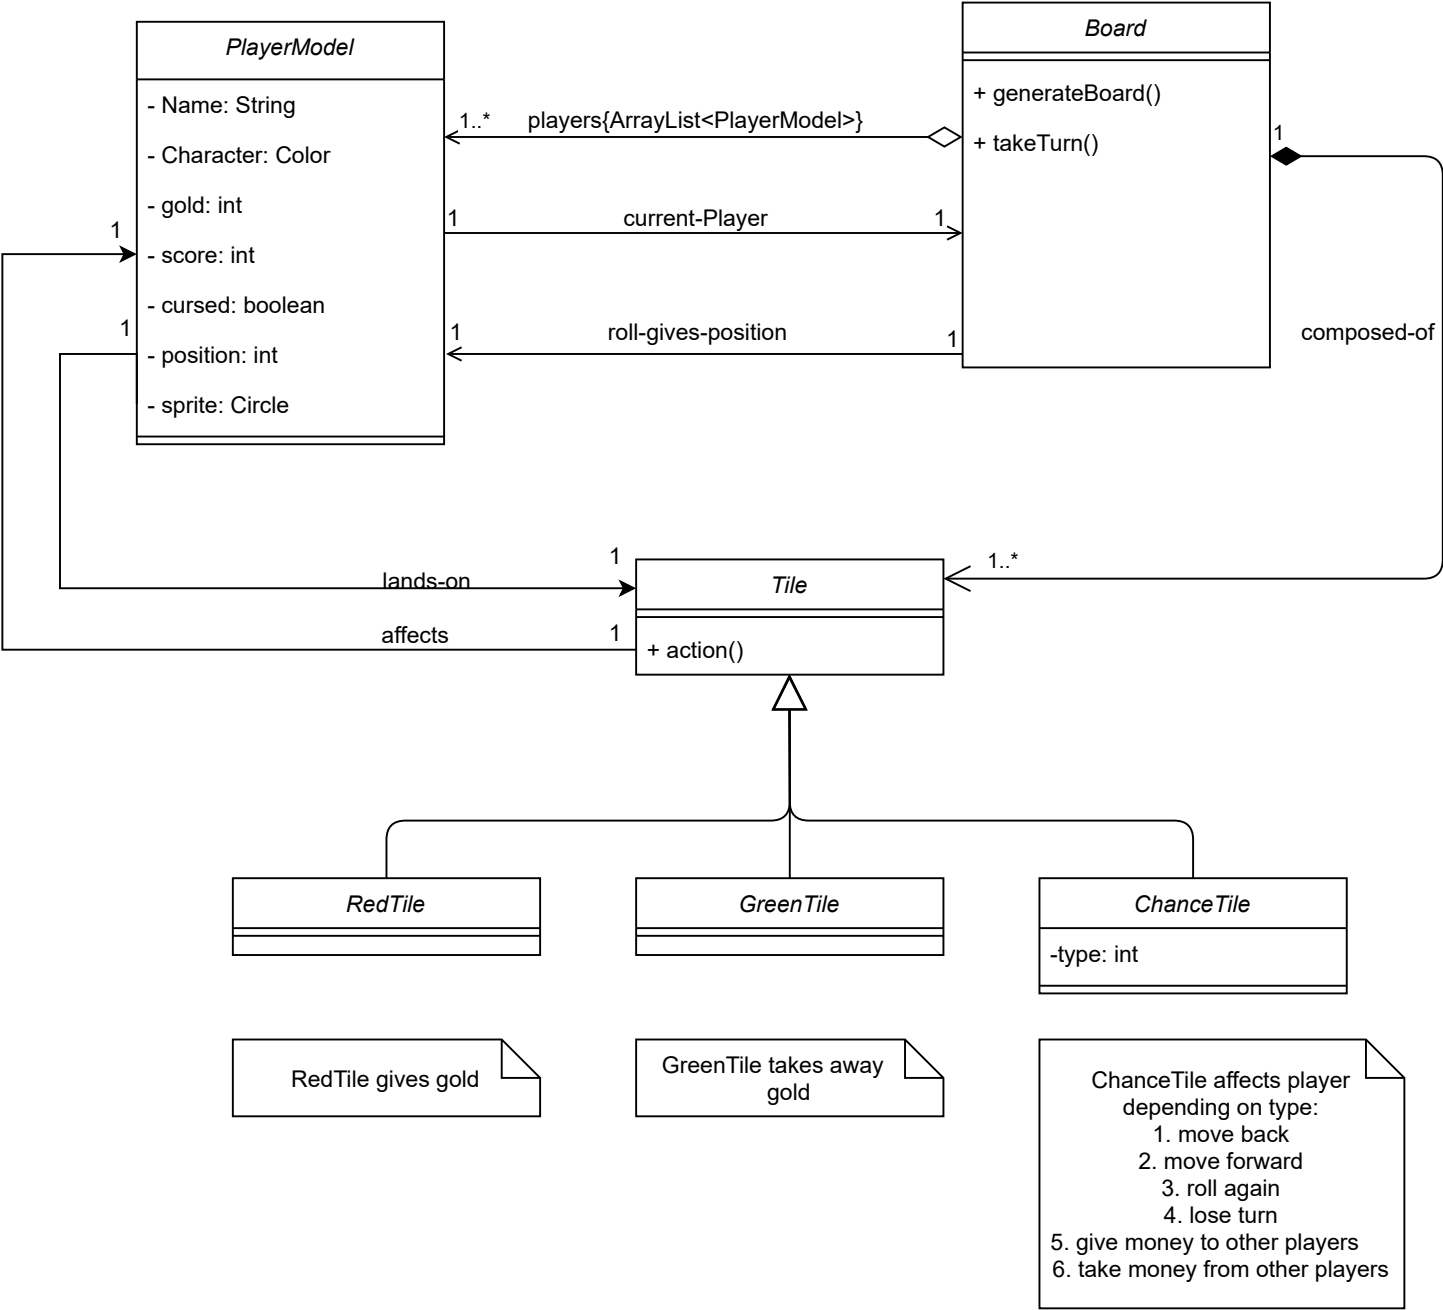 PlayerModel
- Name: String
- Character: Color
- gold: int
- score: int
- cursed: boolean
- position: int
- sprite: Circle
Board
+ generateBoard()
+ takeTurn()
1..*
players{ArrayList<PlayerModel>}
1
current-Player
1
1
roll-gives-position
1
1
composed-of
1..*
1
1
1
lands-on
1
affects
Tile
+ action()
RedTile
GreenTile
ChanceTile
-type: int
RedTile gives gold
GreenTile takes away
gold
ChanceTile affects player
depending on type:
1. move back
2. move forward
3. roll again
4. lose turn
5. give money to other players
6. take money from other players